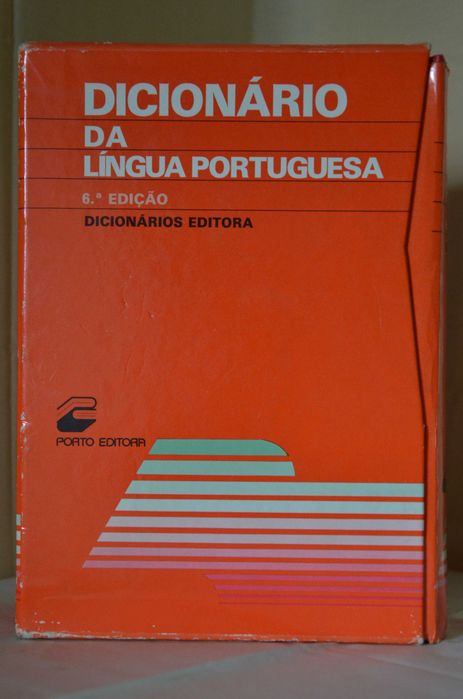 DICIONÁRIO
DA
LÍNGUA PORTUGUESA
6.ª EDIÇÃO
DICIONÁRIOS EDITORA
PORTO EDITORA